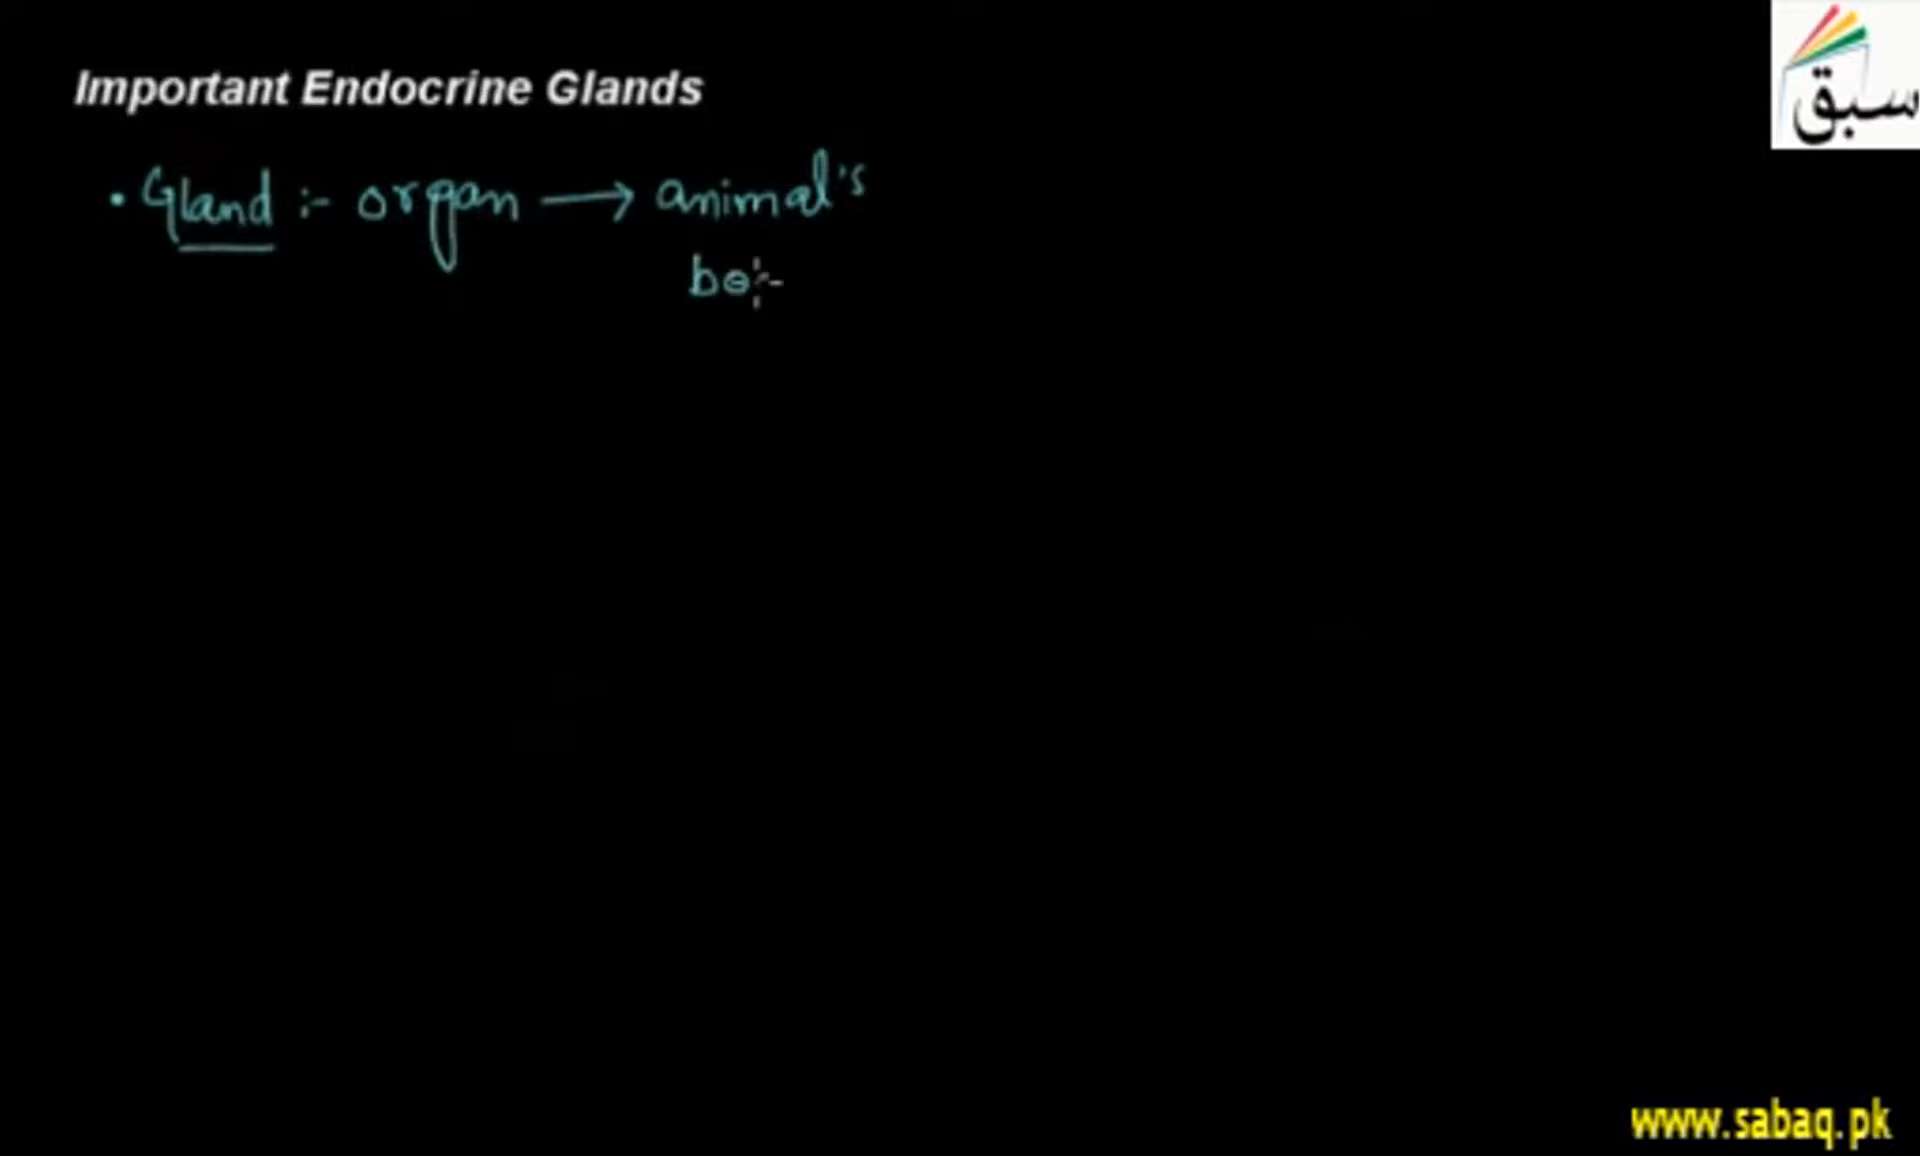 Important Endocrine Glands
سبق
• Gland :- organ → animal's
bo
www.sabaq.pk